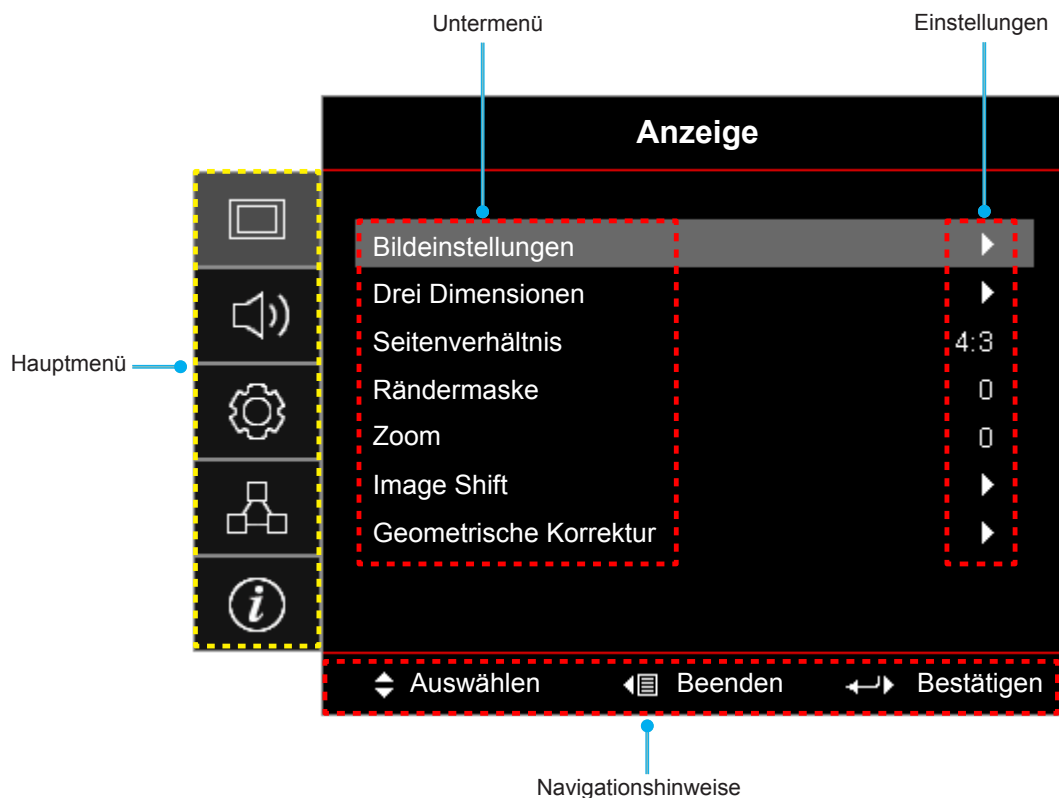 Untermenü
Einstellungen
Anzeige
Hauptmenü
Bildeinstellungen
Drei Dimensionen
Seitenverhältnis 4:3
Rändermaske 0
Zoom 0
Image Shift
Geometrische Korrektur
i
Auswählen Beenden Bestätigen
Navigationshinweise